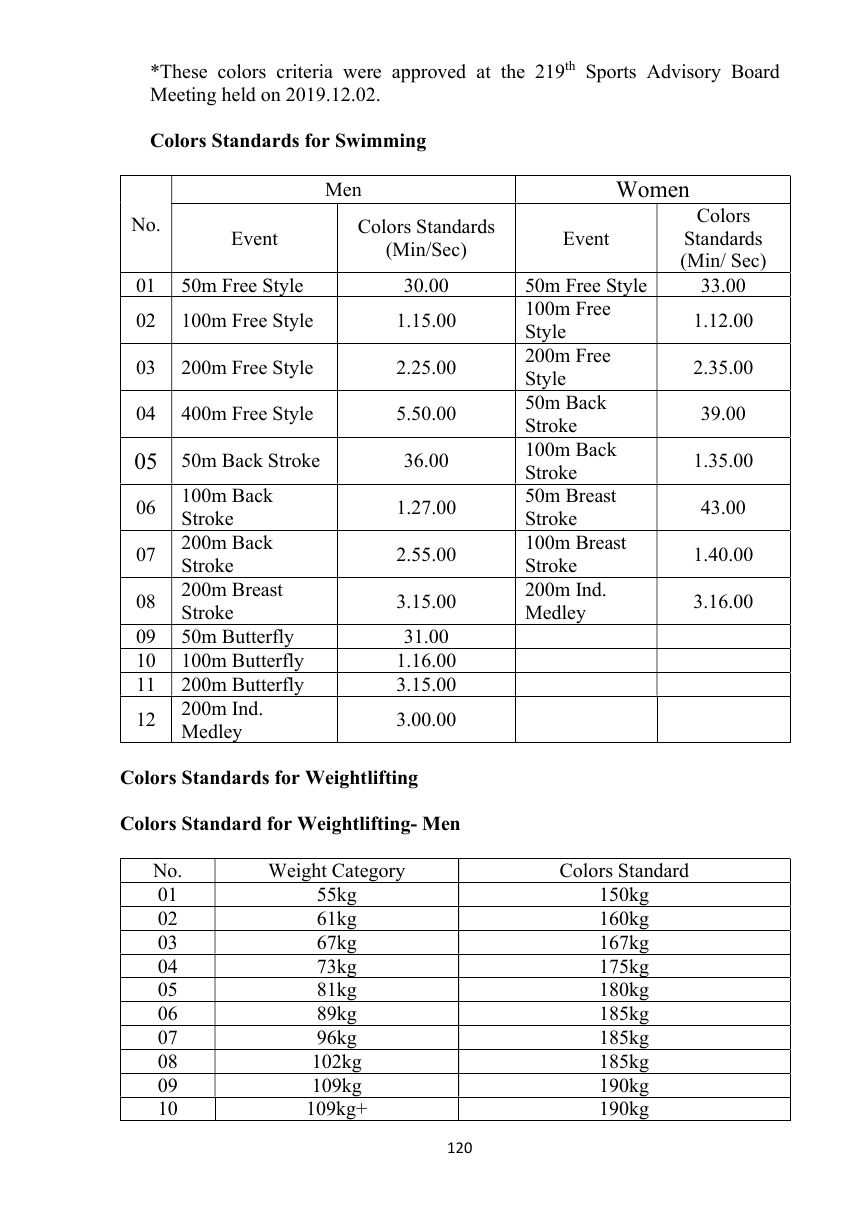 *These colors criteria were approved at the 219th Sports Advisory Board
Meeting held on 2019.12.02.
Colors Standards for Swimming
No. Men Women
Event Colors Standards (Min/Sec) Event Colors Standards (Min/ Sec)
01 50m Free Style 30.00 50m Free Style 33.00
02 100m Free Style 1.15.00 100m Free Style 1.12.00
03 200m Free Style 2.25.00 200m Free Style 2.35.00
04 400m Free Style 5.50.00 50m Back Stroke 39.00
05 50m Back Stroke 36.00 100m Back Stroke 1.35.00
06 100m Back Stroke 1.27.00 50m Breast Stroke 43.00
07 200m Back Stroke 2.55.00 100m Breast Stroke 1.40.00
08 200m Breast Stroke 3.15.00 200m Ind. Medley 3.16.00
09 50m Butterfly 31.00
10 100m Butterfly 1.16.00
11 200m Butterfly 3.15.00
12 200m Ind. Medley 3.00.00
Colors Standards for Weightlifting
Colors Standard for Weightlifting- Men
No. Weight Category Colors Standard
01 55kg 150kg
02 61kg 160kg
03 67kg 167kg
04 73kg 175kg
05 81kg 180kg
06 89kg 185kg
07 96kg 185kg
08 102kg 185kg
09 109kg 190kg
10 109kg+ 190kg
120